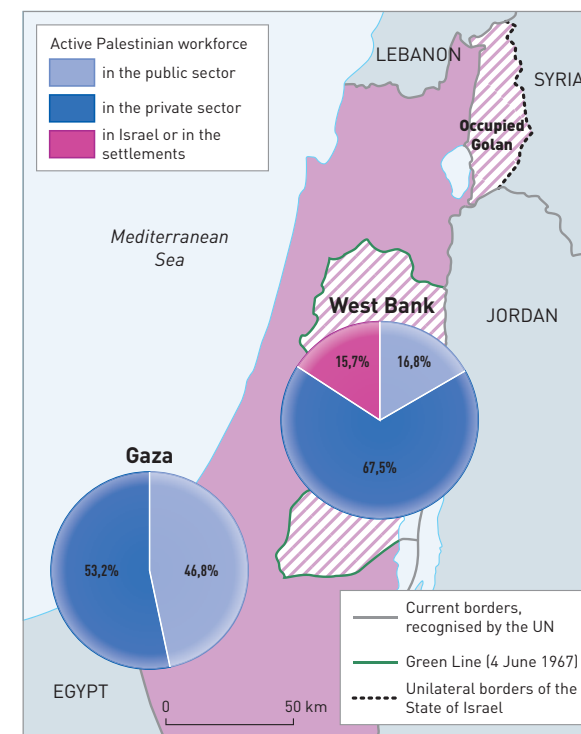 Active Palestinian workforce
in the public sector
in the private sector
in Israel or in the
settlements
LEBANON
SYRIA
Occupied
Golan
Mediterranean
Sea
West Bank
JORDAN
15,7%
16,8%
67,5%
Gaza
53,2%
46,8%
EGYPT
0
50 km
Current borders,
recognised by the UN
Green Line (4 June 1967)
Unilateral borders of the
State of Israel